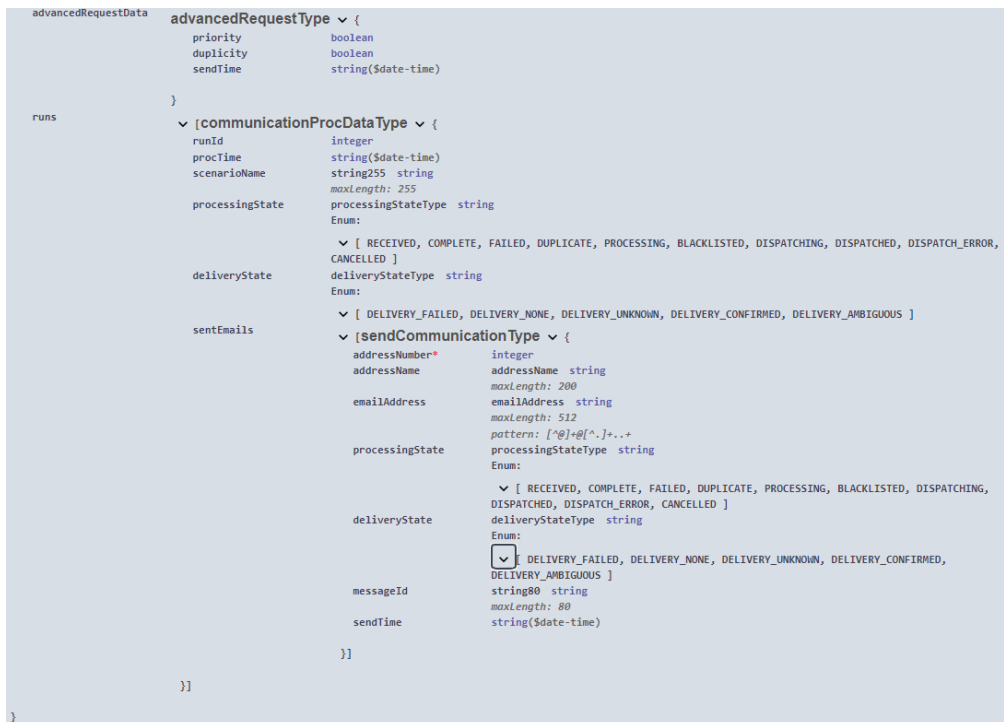 advancedRequestData advancedRequestType {
priority boolean
duplicity boolean
sendTime string($date-time)
}
runs [communicationProcDataType {
runId integer
procTime string($date-time)
scenarioName string255 string
maxLength: 255
processingState processingStateType string
Enum:
[ RECEIVED, COMPLETE, FAILED, DUPLICATE, PROCESSING, BLACKLISTED, DISPATCHING, DISPATCHED, DISPATCH_ERROR,
CANCELLED ]
deliveryState deliveryStateType string
Enum:
[ DELIVERY_FAILED, DELIVERY_NONE, DELIVERY_UNKNOWN, DELIVERY_CONFIRMED, DELIVERY_AMBIGUOUS ]
sentEmails [sendCommunicationType {
addressNumber* integer
addressName addressName string
maxLength: 200
emailAddress emailAddress string
maxLength: 512
pattern: [^@]+@[^.]+..+
processingState processingStateType string
Enum:
[ RECEIVED, COMPLETE, FAILED, DUPLICATE, PROCESSING, BLACKLISTED, DISPATCHING,
DISPATCHED, DISPATCH_ERROR, CANCELLED ]
deliveryState deliveryStateType string
Enum:
[ DELIVERY_FAILED, DELIVERY_NONE, DELIVERY_UNKNOWN, DELIVERY_CONFIRMED,
DELIVERY_AMBIGUOUS ]
messageId string80 string
maxLength: 80
sendTime string($date-time)
}]
}]
}